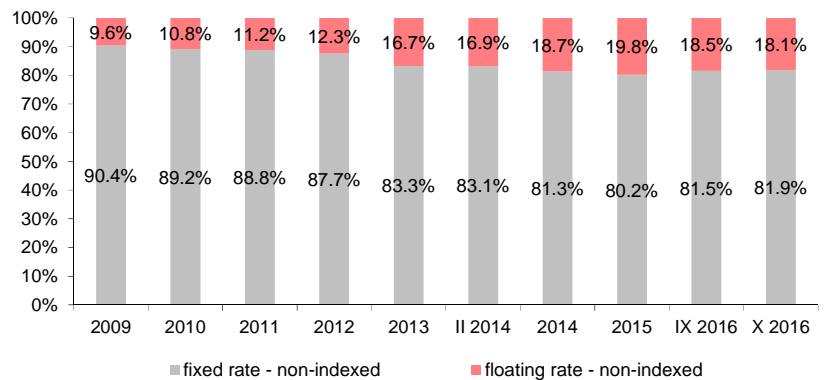 100%
90%
80%
70%
60%
50%
40%
30%
20%
10%
0%
9.6% 10.8% 11.2% 12.3% 16.7% 16.9% 18.7% 19.8% 18.5% 18.1%
90.4% 89.2% 88.8% 87.7% 83.3% 83.1% 81.3% 80.2% 81.5% 81.9%
2009 2010 2011 2012 2013 II 2014 2014 2015 IX 2016 X 2016
fixed rate - non-indexed floating rate - non-indexed